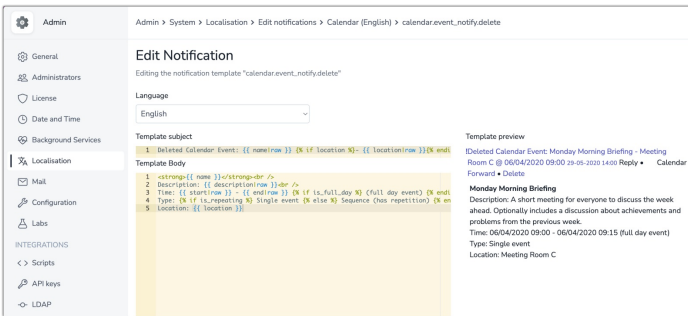 Admin
Admin > System > Localisation > Edit notifications > Calendar (English) > calendar.event_notify.delete
General
Administrators
License
Date and Time
Background Services
Localisation
Mail
Configuration
Labs
INTEGRATIONS
Scripts
API keys
LDAP
Edit Notification
Editing the notification template "calendar.event_notify.delete"
Language
English
Template subject
1 Deleted Calendar Event: {{ name|raw }} {% if location %}- {{ location|raw }}{% endi
Template Body
1 <strong>{{ name }}</strong><br />
2 Description: {{ description|raw }}<br />
3 Time: {{ start|raw }} - {{ end|raw }} {% if is_full_day %} (full day event) {% endi
4 Type: {% if is_repeating %} Single event {% else %} Sequence (has repetition) {% en
5 Location: {{ location }}
Template preview
!Deleted Calendar Event: Monday Morning Briefing - Meeting
Room C @ 06/04/2020 09:00 29-05-2020 14:00 Reply • Calendar
Forward • Delete
Monday Morning Briefing
Description: A short meeting for everyone to discuss the week
ahead. Optionally includes a discussion about achievements and
problems from the previous week.
Time: 06/04/2020 09:00 - 06/04/2020 09:15 (full day event)
Type: Single event
Location: Meeting Room C